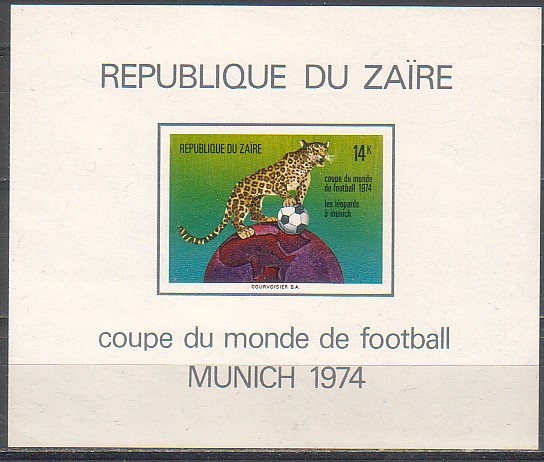 REPUBLIQUE DU ZAÏRE
REPUBLIQUE DU ZAÏRE
14K
coupe du monde
de football 1974
les léopards
à munich
COURVOISIER S.A.
coupe du monde de football
MUNICH 1974